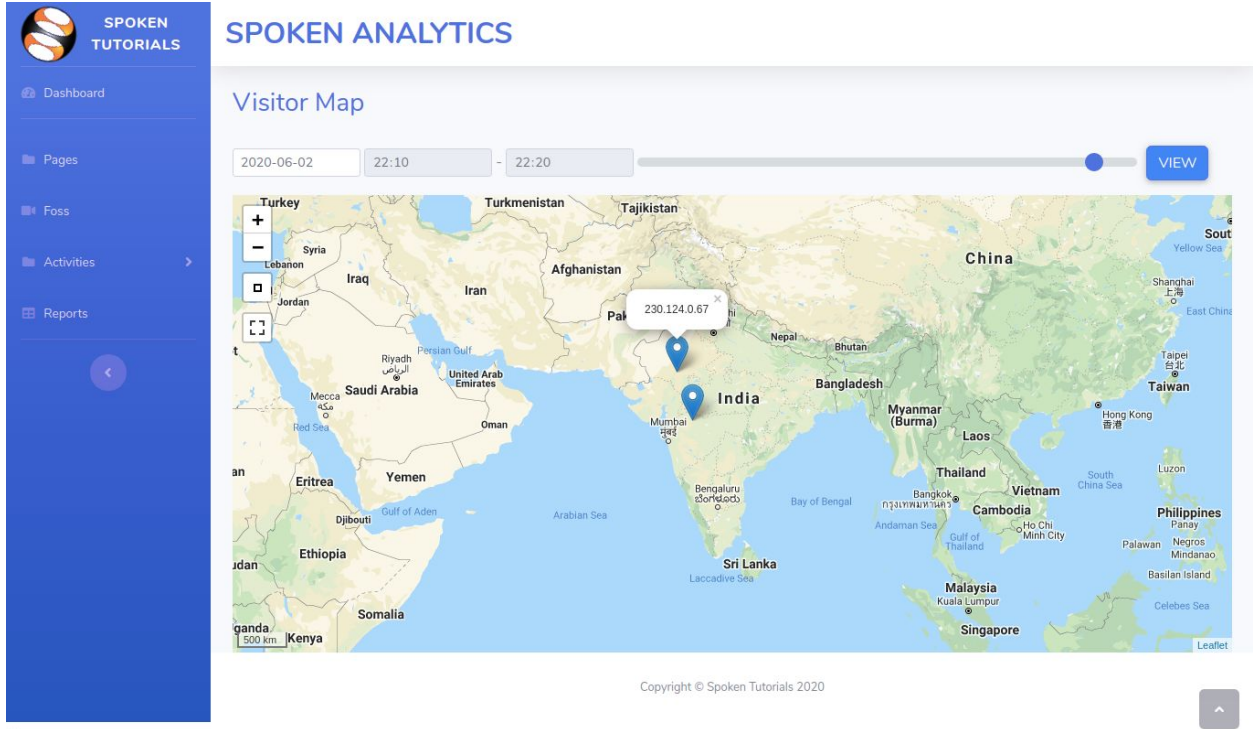 SPOKEN
TUTORIALS
SPOKEN ANALYTICS
Dashboard
Pages
Foss
Activities
Reports
Visitor Map
2020-06-02
22:10
-
22:20
VIEW
+
−
Turkey
Turkmenistan
Tajikistan
Syria
Lebanon
Iraq
Jordan
Iran
Afghanistan
China
Yellow Sea
Shanghai
上海
East China
230.124.0.67
×
Nepal
Bhutan
Riyadh
الرياض
Persian Gulf
United Arab
Emirates
Bangladesh
Taipei
台北
Taiwan
Mecca
مكة
Saudi Arabia
India
Red Sea
Oman
Mumbai
मुंबई
Myanmar
(Burma)
Laos
Hong Kong
香港
Eritrea
Yemen
Thailand
South
China Sea
Luzon
Bengaluru
ಬೆಂಗಳೂರು
Bay of Bengal
Bangkok
กรุงเทพมหานคร
Vietnam
Cambodia
Djibouti
Gulf of Aden
Arabian Sea
Andaman Sea
Gulf of
Thailand
Ho Chi
Minh City
Philippines
Panay
Palawan
Negros
Mindanao
Ethiopia
Sri Lanka
Laccadive Sea
Basilan Island
Malaysia
Kuala Lumpur
Celebes Sea
Somalia
Singapore
Kenya
500 km
Leaflet
Copyright © Spoken Tutorials 2020